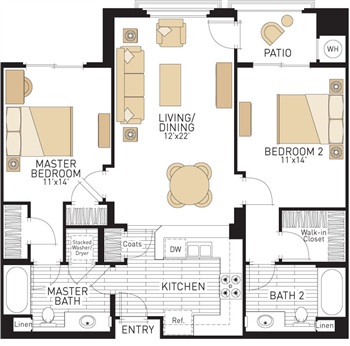 PATIO
WH
LIVING/
DINING
12'x22'
MASTER
BEDROOM
11'x14'
BEDROOM 2
11'x14'
Walk-in
Closet
Stacked
Washer/
Dryer
Coats
DW
KITCHEN
MASTER
BATH
BATH 2
Linen
ENTRY
Ref.
Linen